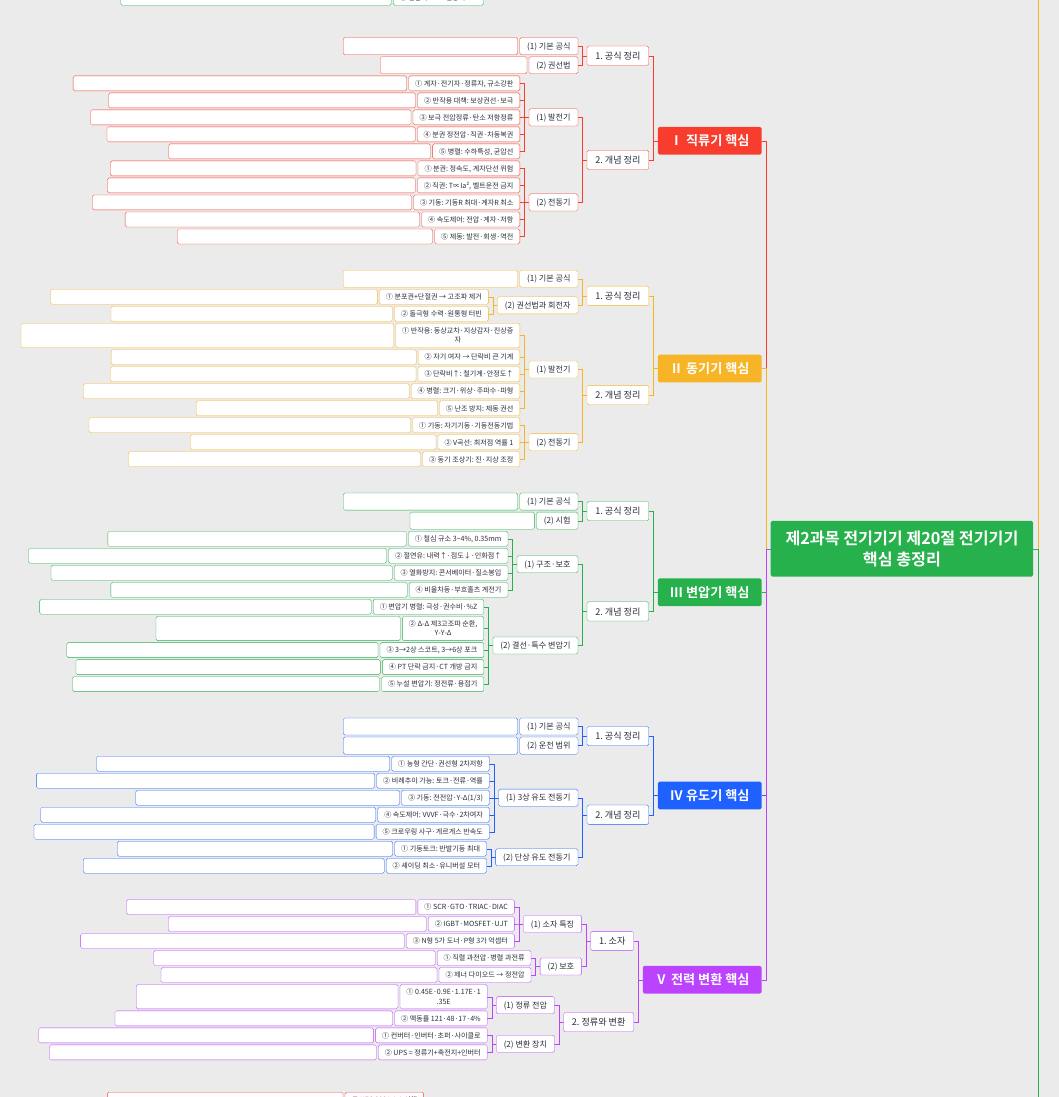 제2과목 전기기기 제20절 전기기기
핵심 총정리
Ⅰ 직류기 핵심
1. 공식 정리
(1) 기본 공식
(2) 권선법
2. 개념 정리
(1) 발전기
① 계자·전기자·정류자, 규소강판
② 반작용 대책: 보상권선·보극
③ 보극 전압정류·탄소 저항정류
④ 분권 정전압·직권·차동복권
⑤ 병렬: 수하특성, 균압선
(2) 전동기
① 분권: 정속도, 계자단선 위험
② 직권: T∝ Ia², 벨트운전 금지
③ 기동: 기동R 최대·계자R 최소
④ 속도제어: 전압·계자·저항
⑤ 제동: 발전·회생·역전
Ⅱ 동기기 핵심
1. 공식 정리
(1) 기본 공식
(2) 권선법과 회전자
① 분포권+단절권 → 고조파 제거
② 돌극형 수력·원통형 터빈
2. 개념 정리
(1) 발전기
① 반작용: 동상교차·지상감자·진상증
자
② 자기 여자 → 단락비 큰 기계
③ 단락비↑: 철기계·안정도↑
④ 병렬: 크기·위상·주파수·파형
⑤ 난조 방지: 제동 권선
(2) 전동기
① 기동: 자기기동·기동전동기법
② V곡선: 최저점 역률 1
③ 동기 조상기: 진·지상 조정
Ⅲ 변압기 핵심
1. 공식 정리
(1) 기본 공식
(2) 시험
2. 개념 정리
(1) 구조·보호
① 철심 규소 3~4%, 0.35mm
② 절연유: 내력↑·점도↓·인화점↑
③ 열화방지: 콘서베이터·질소봉입
④ 비율차동·부흐홀츠 계전기
(2) 결선·특수 변압기
① 변압기 병렬: 극성·권수비·%Z
② Δ-Δ 제3고조파 순환,
Y-Y-Δ
③ 3→2상 스코트, 3→6상 포크
④ PT 단락 금지·CT 개방 금지
⑤ 누설 변압기: 정전류·용접기
Ⅳ 유도기 핵심
1. 공식 정리
(1) 기본 공식
(2) 운전 범위
2. 개념 정리
(1) 3상 유도 전동기
① 농형 간단·권선형 2차저항
② 비례추이 가능: 토크·전류·역률
③ 기동: 전전압·Y-Δ(1/3)
④ 속도제어: VVVF·극수·2차여자
⑤ 크로우링 사구·게르게스 반속도
(2) 단상 유도 전동기
① 기동토크: 반발기동 최대
② 셰이딩 최소·유니버설 모터
Ⅴ 전력 변환 핵심
1. 소자
(1) 소자 특징
① SCR·GTO·TRIAC·DIAC
② IGBT·MOSFET·UJT
③ N형 5가 도너·P형 3가 억셉터
(2) 보호
① 직렬 과전압·병렬 과전류
② 제너 다이오드 → 정전압
2. 정류와 변환
(1) 정류 전압
① 0.45E·0.9E·1.17E·1
.35E
② 맥동률 121·48·17·4%
(2) 변환 장치
① 컨버터·인버터·초퍼·사이클로
② UPS = 정류기+축전지+인버터